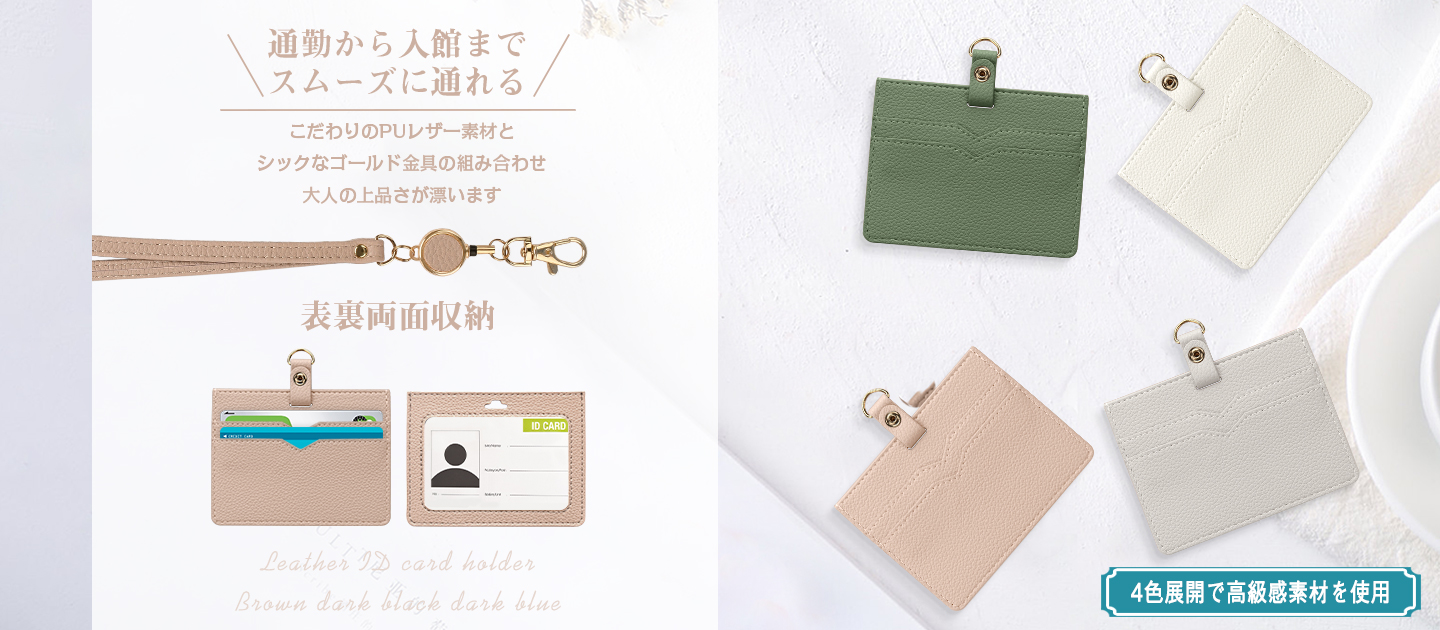 通勤から入館まで
スムーズに通れる
こだわりのPUレザー素材と
シックなゴールド金具の組み合わせ
大人の上品さが漂います
表裏両面収納
CREDIT CARD
ID CARD
Leather ID card holder
Brown dark black dark blue
4色展開で高級感素材を使用